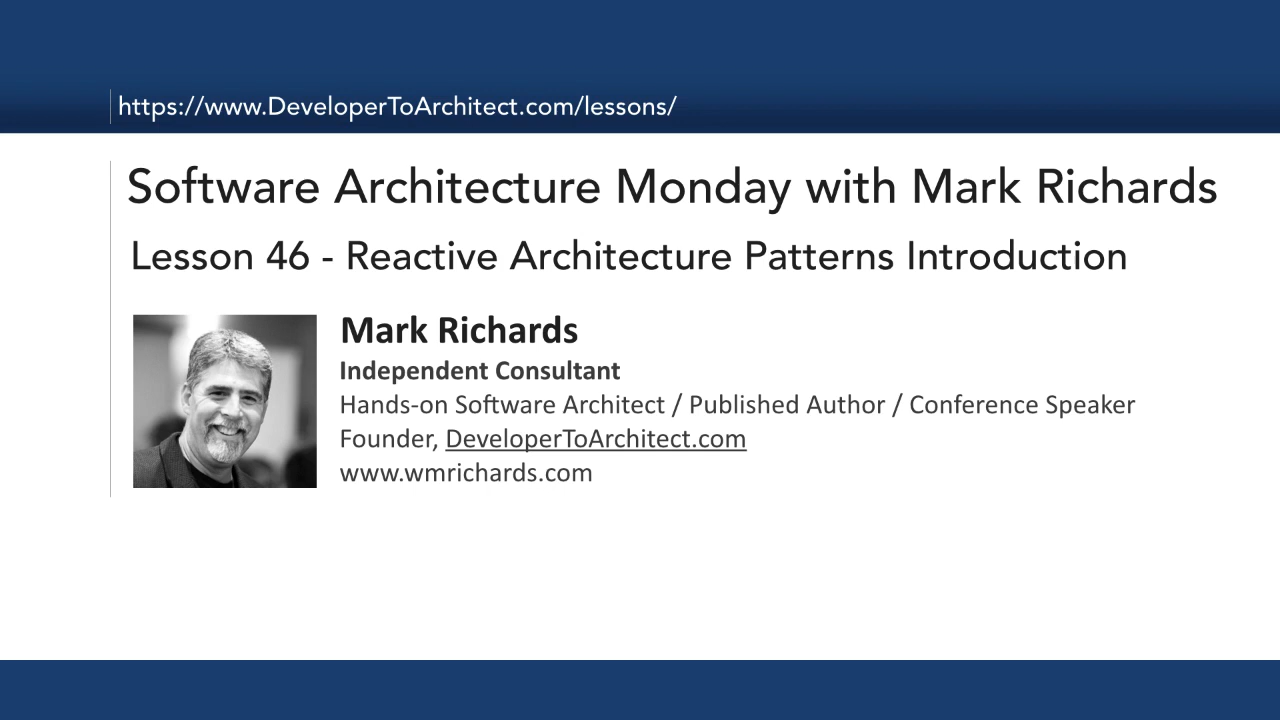 https://www.DeveloperToArchitect.com/lessons/
Software Architecture Monday with Mark Richards
Lesson 46 - Reactive Architecture Patterns Introduction
Mark Richards
Independent Consultant
Hands-on Software Architect / Published Author / Conference Speaker
Founder, DeveloperToArchitect.com
www.wmrichards.com